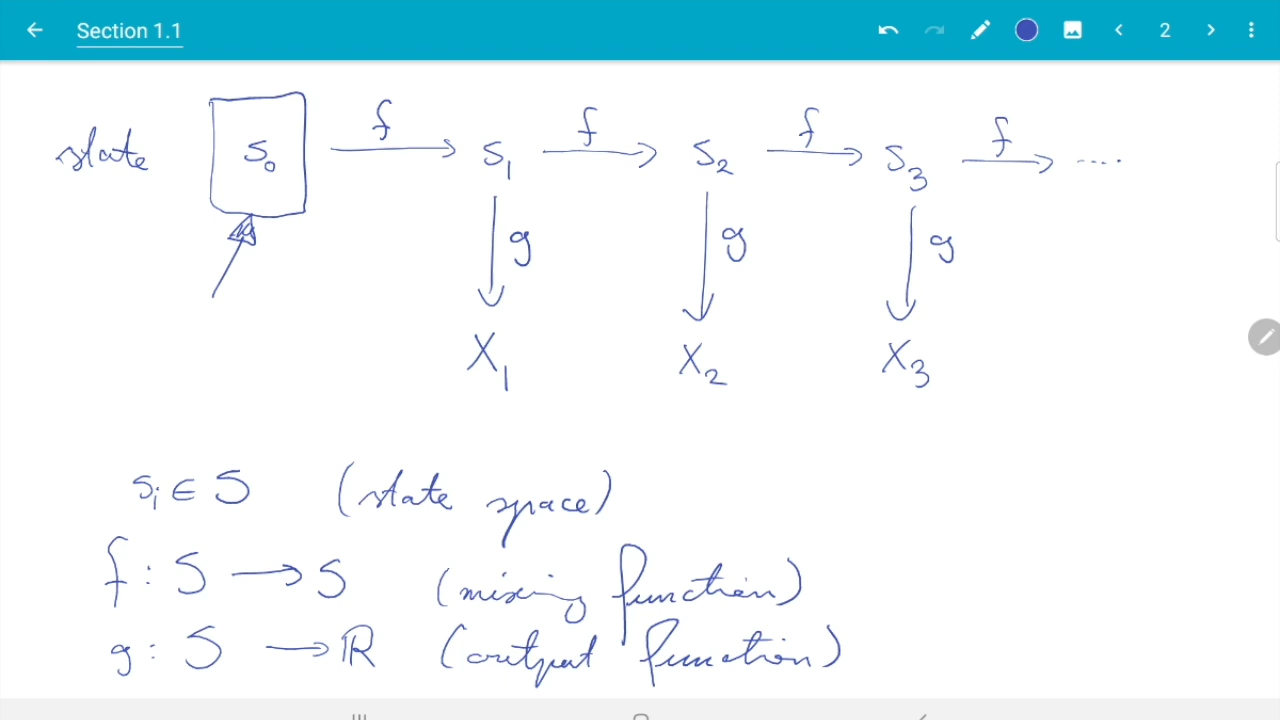 Section 1.1
2
f f f f
state S₀ S₁ S₂ S₃ ....
g g g
X₁ X₂ X₃
Sᵢ ∈ S (state space)
f : S → S (mixing function)
g : S → ℝ (output function)